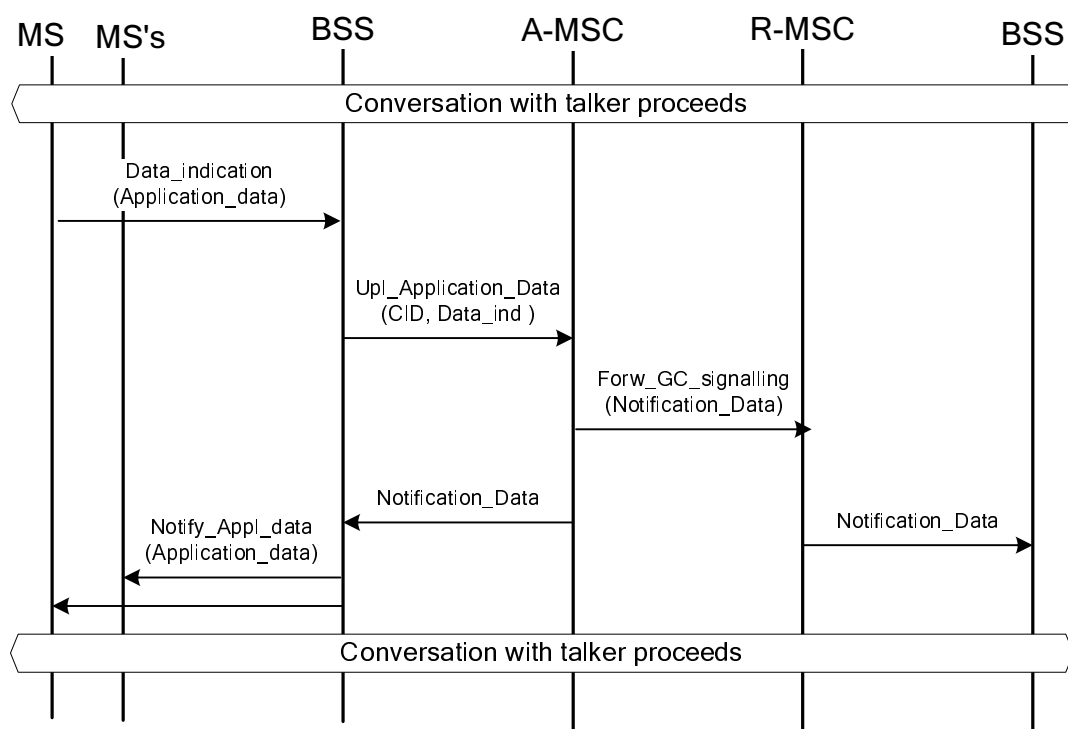 MS MS's BSS A-MSC R-MSC BSS
Conversation with talker proceeds
Data_indication
(Application_data)
Upl_Application_Data
(CID, Data_ind )
Forw_GC_signalling
(Notification_Data)
Notification_Data
Notification_Data
Notify_Appl_data
(Application_data)
Conversation with talker proceeds